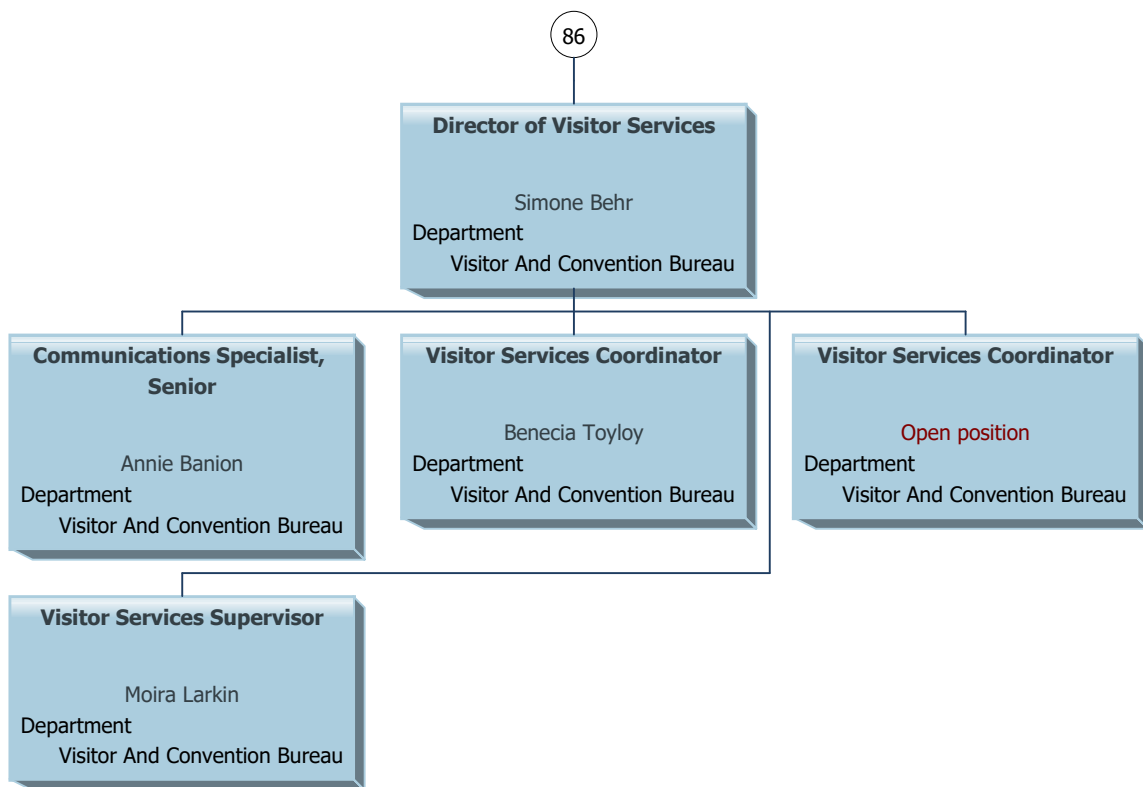 86
Director of Visitor Services
Simone Behr
Department
Visitor And Convention Bureau
Communications Specialist,
Senior
Annie Banion
Department
Visitor And Convention Bureau
Visitor Services Coordinator
Benecia Toyloy
Department
Visitor And Convention Bureau
Visitor Services Coordinator
Open position
Department
Visitor And Convention Bureau
Visitor Services Supervisor
Moira Larkin
Department
Visitor And Convention Bureau